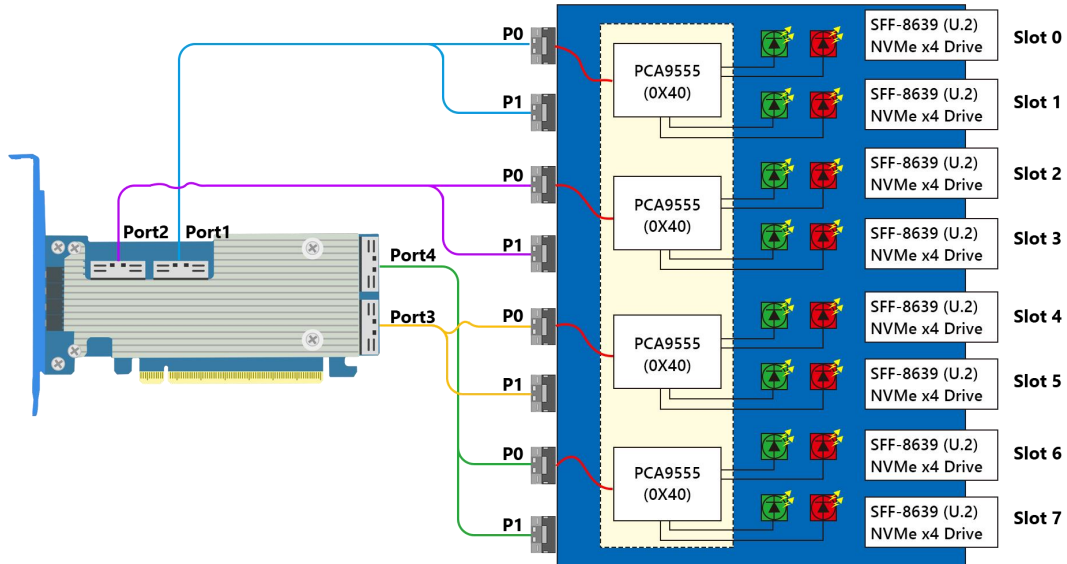 P0
P1
P0
P1
P0
P1
P0
P1
Port2
Port1
Port4
Port3
PCA9555
(0X40)
PCA9555
(0X40)
PCA9555
(0X40)
PCA9555
(0X40)
SFF-8639 (U.2)
NVMe x4 Drive
Slot 0
SFF-8639 (U.2)
NVMe x4 Drive
Slot 1
SFF-8639 (U.2)
NVMe x4 Drive
Slot 2
SFF-8639 (U.2)
NVMe x4 Drive
Slot 3
SFF-8639 (U.2)
NVMe x4 Drive
Slot 4
SFF-8639 (U.2)
NVMe x4 Drive
Slot 5
SFF-8639 (U.2)
NVMe x4 Drive
Slot 6
SFF-8639 (U.2)
NVMe x4 Drive
Slot 7